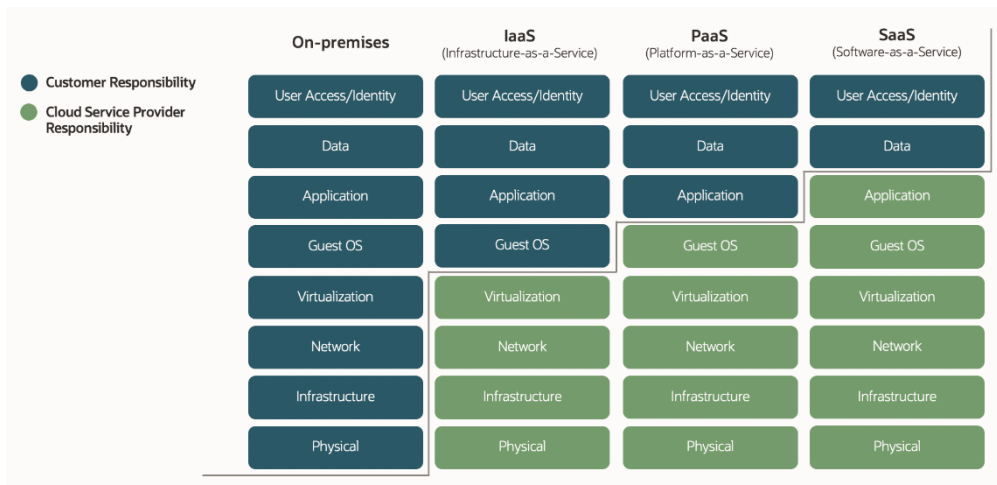 On-premises
IaaS
(Infrastructure-as-a-Service)
PaaS
(Platform-as-a-Service)
SaaS
(Software-as-a-Service)
Customer Responsibility
Cloud Service Provider
Responsibility
User Access/Identity
User Access/Identity
User Access/Identity
User Access/Identity
Data
Data
Data
Data
Application
Application
Application
Application
Guest OS
Guest OS
Guest OS
Guest OS
Virtualization
Virtualization
Virtualization
Virtualization
Network
Network
Network
Network
Infrastructure
Infrastructure
Infrastructure
Infrastructure
Physical
Physical
Physical
Physical